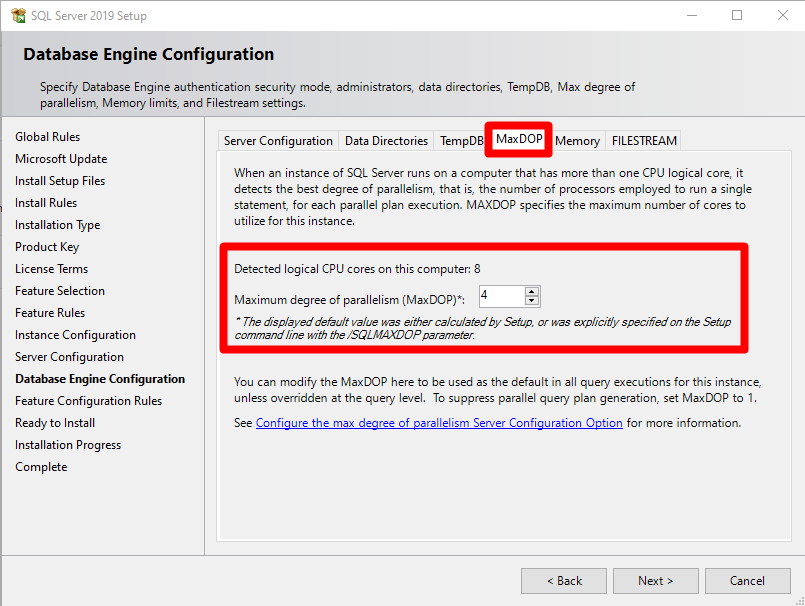 SQL Server 2019 Setup
Database Engine Configuration
Specify Database Engine authentication security mode, administrators, data directories, TempDB, Max degree of
parallelism, Memory limits, and Filestream settings.
Global Rules
Microsoft Update
Install Setup Files
Install Rules
Installation Type
Product Key
License Terms
Feature Selection
Feature Rules
Instance Configuration
Server Configuration
Database Engine Configuration
Feature Configuration Rules
Ready to Install
Installation Progress
Complete
Server Configuration Data Directories TempDB MaxDOP Memory FILESTREAM
When an instance of SQL Server runs on a computer that has more than one CPU logical core, it
detects the best degree of parallelism, that is, the number of processors employed to run a single
statement, for each parallel plan execution. MAXDOP specifies the maximum number of cores to
utilize for this instance.
Detected logical CPU cores on this computer: 8
Maximum degree of parallelism (MaxDOP)*: 4
* The displayed default value was either calculated by Setup, or was explicitly specified on the Setup
command line with the /SQLMAXDOP parameter.
You can modify the MaxDOP here to be used as the default in all query executions for this instance,
unless overridden at the query level. To suppress parallel query plan generation, set MaxDOP to 1.
See Configure the max degree of parallelism Server Configuration Option for more information.
< Back Next > Cancel